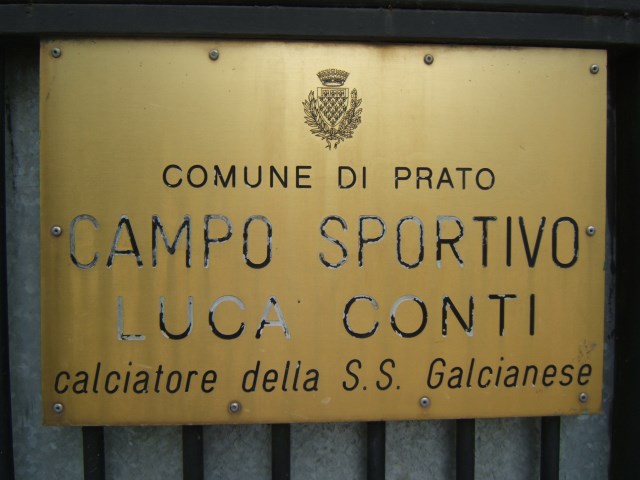 COMUNE DI PRATO
CAMPO SPORTIVO
LUCA CONTI
calciatore della S.S. Galcianese